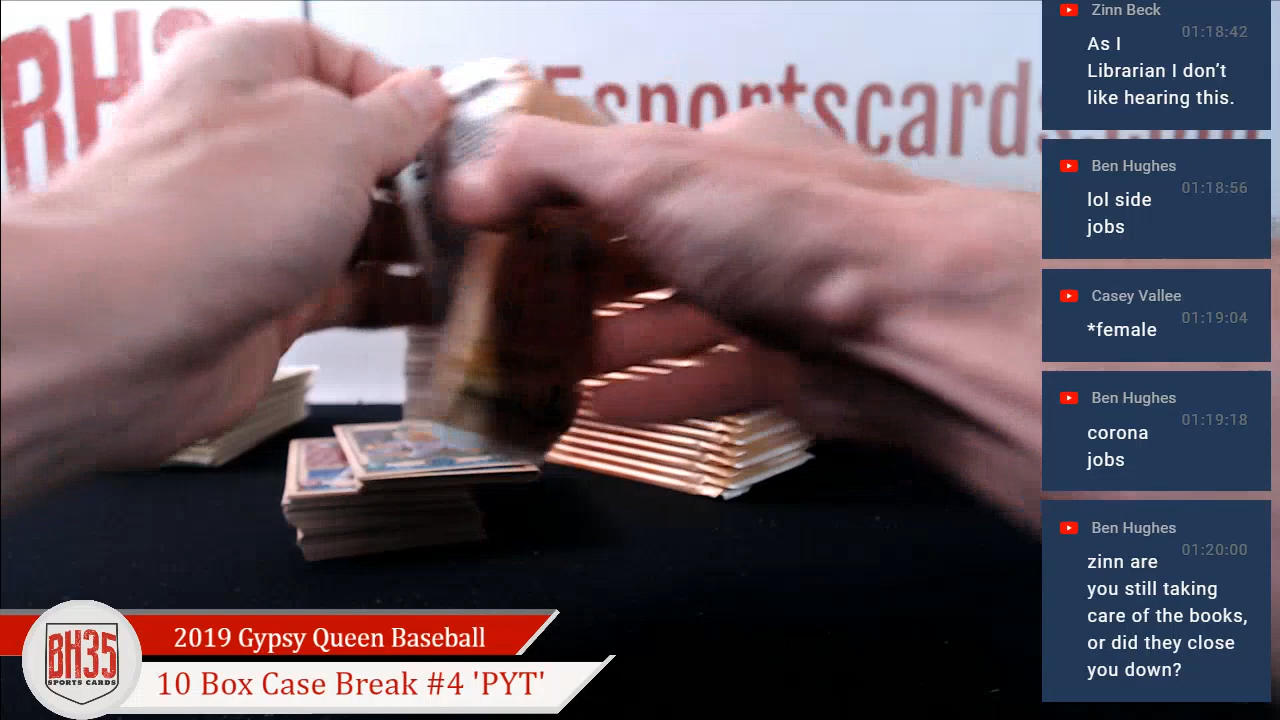 BH3
Esportscards.com
Zinn Beck
01:18:42
As I
Librarian I don't
like hearing this.
Ben Hughes
01:18:56
lol side
jobs
Casey Vallee
01:19:04
*female
Ben Hughes
01:19:18
corona
jobs
Ben Hughes
01:20:00
zinn are
you still taking
care of the books,
or did they close
you down?
BH35
SPORTS CARDS
2019 Gypsy Queen Baseball
10 Box Case Break #4 'PYT'